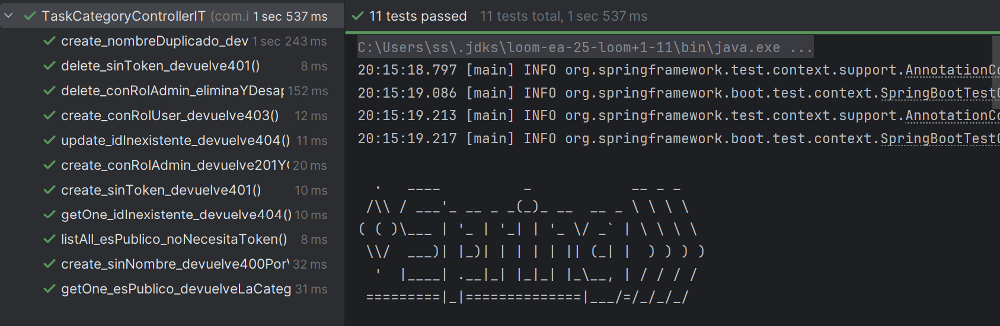 TaskCategoryControllerIT (com.i 1 sec 537 ms
create_nombreDuplicado_dev 1 sec 243 ms
delete_sinToken_devuelve401() 8 ms
delete_conRolAdmin_eliminaYDesap 152 ms
create_conRolUser_devuelve403() 12 ms
update_idInexistente_devuelve404() 11 ms
create_conRolAdmin_devuelve201Y 20 ms
create_sinToken_devuelve401() 10 ms
getOne_idInexistente_devuelve404() 10 ms
listAll_esPublico_noNecesitaToken() 8 ms
create_sinNombre_devuelve400PorV 32 ms
getOne_esPublico_devuelveLaCateg 31 ms
11 tests passed 11 tests total, 1 sec 537 ms
C:\Users\ss\.jdks\loom-ea-25-loom+1-11\bin\java.exe ...
20:15:18.797 [main] INFO org.springframework.test.context.support.AnnotationCo
20:15:19.086 [main] INFO org.springframework.boot.test.context.SpringBootTestC
20:15:19.213 [main] INFO org.springframework.test.context.support.AnnotationCo
20:15:19.217 [main] INFO org.springframework.boot.test.context.SpringBootTestC
  .   ____          _            __ _ _
 /\\ / ___'_ __ _ _(_)_ __  __ _ \ \ \ \
( ( )\___ | '_ | '_| | '_ \/ _` | \ \ \ \
 \\/  ___)| |_)| | | | | || (_| |  ) ) ) )
  '  |____| .__|_| |_|_| |_\__, | / / / /
 =========|_|==============|___/=/_/_/_/